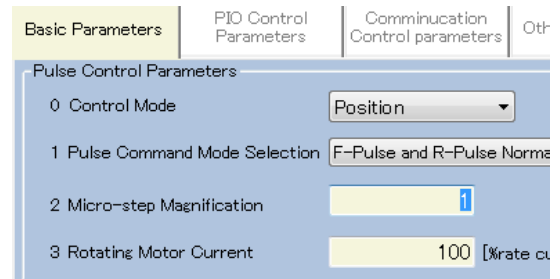 Basic Parameters
PIO Control
Parameters
Comminucation
Control parameters
Oth
Pulse Control Parameters
0 Control Mode
Position
1 Pulse Command Mode Selection
F-Pulse and R-Pulse Norma
2 Micro-step Magnification
1
3 Rotating Motor Current
100 [%rate cu